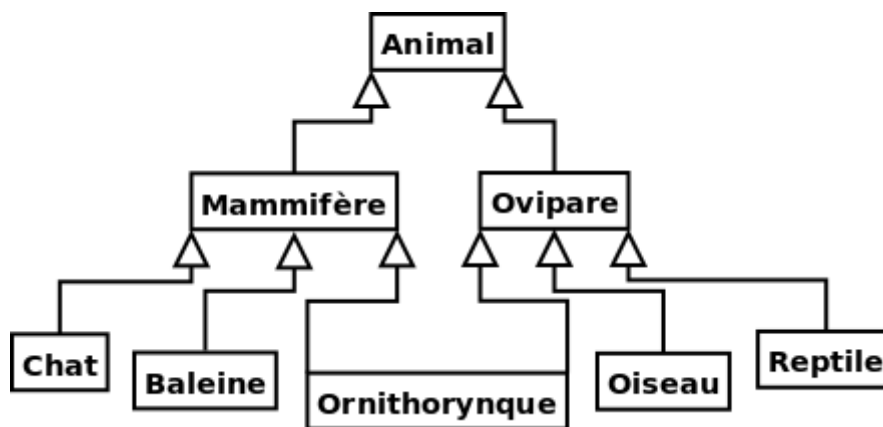 Animal
Mammifère
Ovipare
Chat
Baleine
Ornithorynque
Oiseau
Reptile